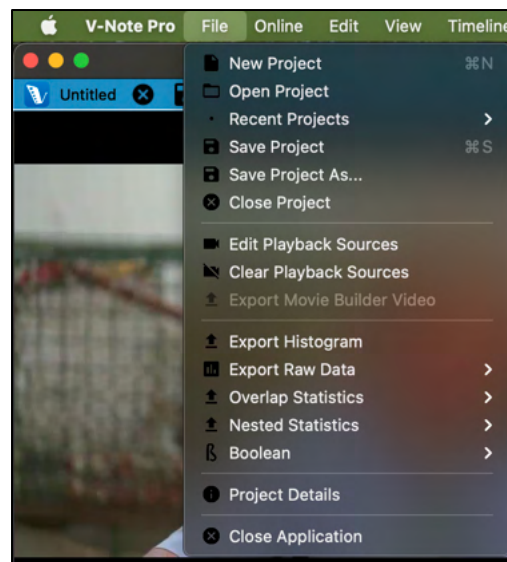 V-Note Pro File Online Edit View Timeline
Untitled
New Project ⌘N
Open Project
Recent Projects
Save Project ⌘S
Save Project As...
Close Project
Edit Playback Sources
Clear Playback Sources
Export Movie Builder Video
Export Histogram
Export Raw Data
Overlap Statistics
Nested Statistics
ß Boolean
Project Details
Close Application